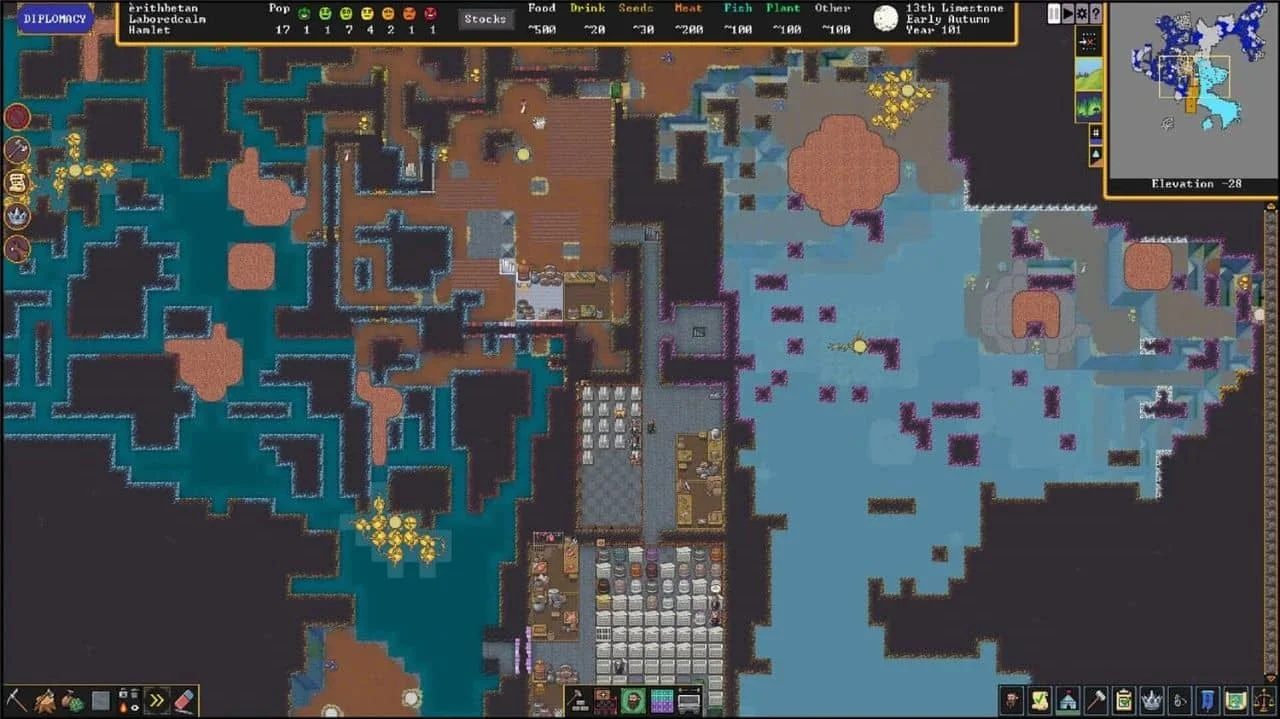 DIPLOMACY
èrithbetan
Laboredcalm
Hamlet
Pop
17 1 1 7 4 2 1 1
Stocks
Food Drink Seeds Meat Fish Plant Other
~500 ~20 ~30 ~200 ~100 ~100 ~100
13th Limestone
Early Autumn
Year 101
?
Elevation -28